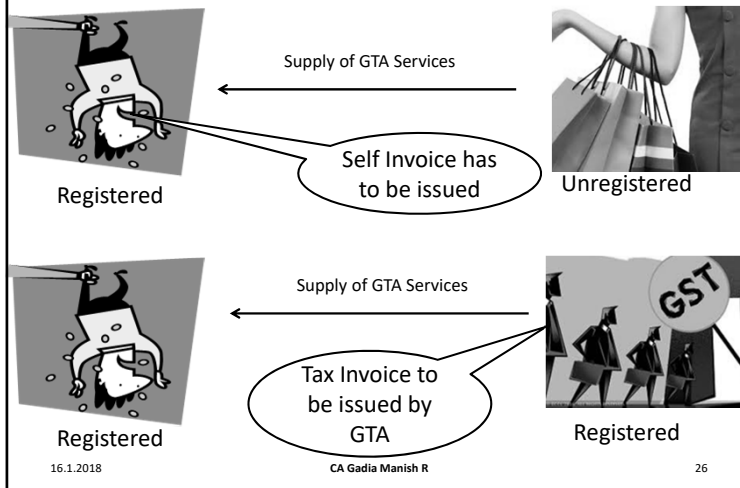 Supply of GTA Services
Self Invoice has
to be issued
Registered
Unregistered
Supply of GTA Services
GST
Tax Invoice to
be issued by
GTA
Registered
Registered
16.1.2018
CA Gadia Manish R
26